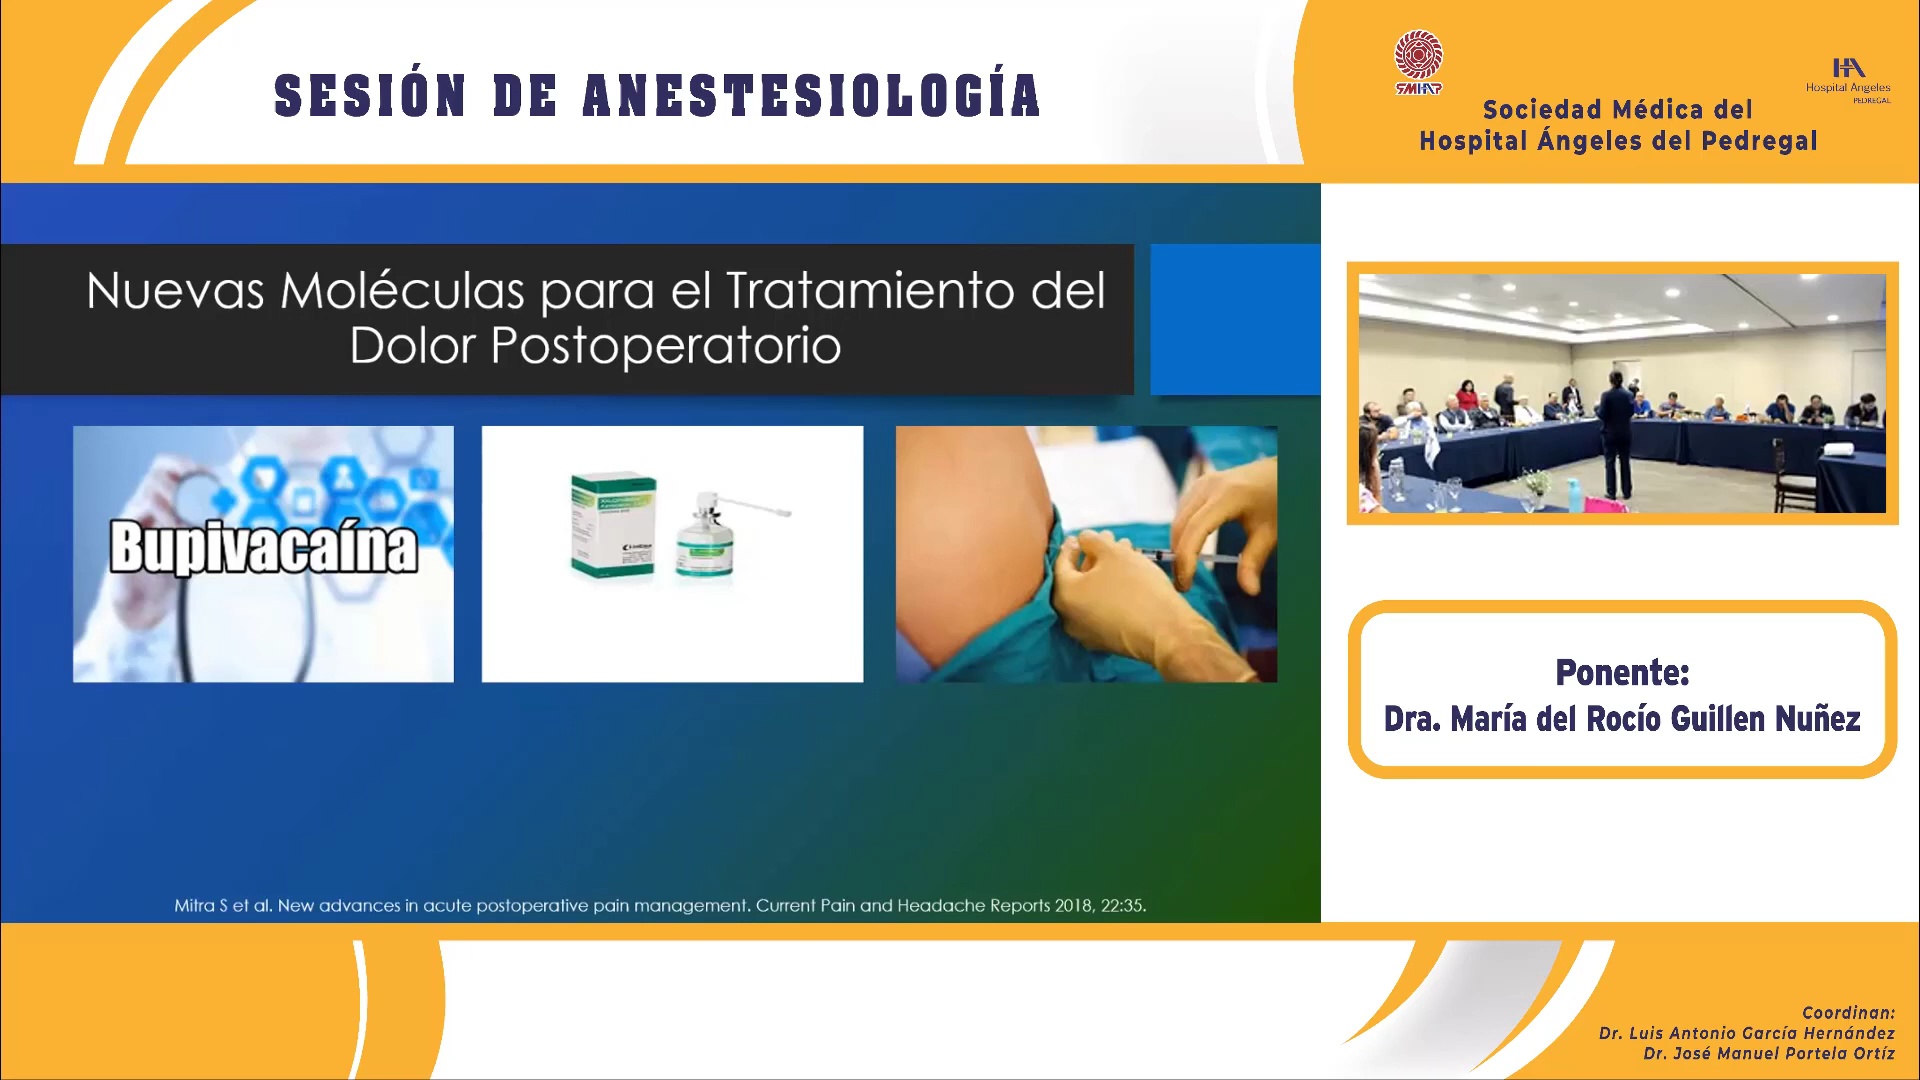 SESIÓN DE ANESTESIOLOGÍA
SMHAP
HA
Hospital Angeles
PEDREGAL
Sociedad Médica del
Hospital Ángeles del Pedregal
Nuevas Moléculas para el Tratamiento del
Dolor Postoperatorio
Bupivacaína
Ponente:
Dra. María del Rocío Guillen Nuñez
Mitra S et al. New advances in acute postoperative pain management. Current Pain and Headache Reports 2018, 22:35.
Coordinan:
Dr. Luis Antonio García Hernández
Dr. José Manuel Portela Ortíz